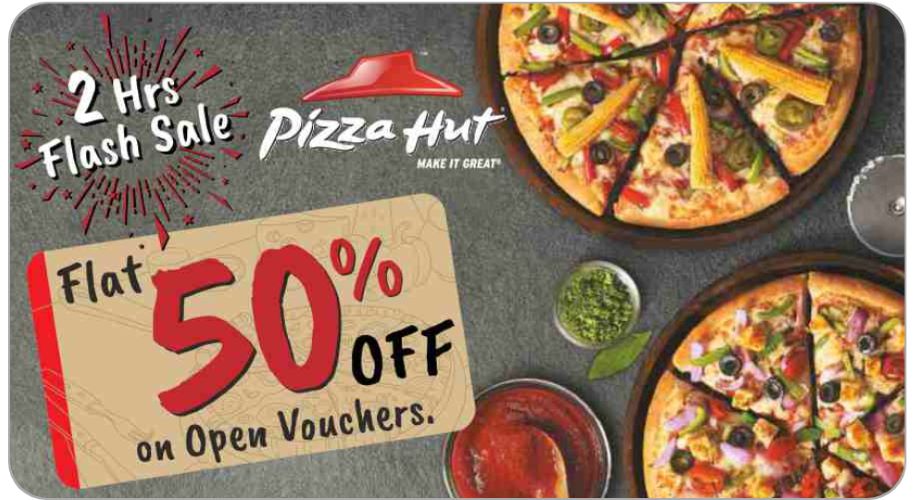 2 Hrs
Flash Sale
Pizza Hut
MAKE IT GREAT®
Flat*
50%
OFF
on Open Vouchers.